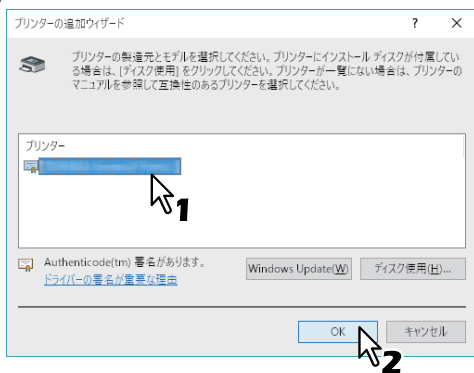 プリンターの追加ウィザード
? ×
プリンターの製造元とモデルを選択してください。プリンターにインストール ディスクが付属してい
る場合は、[ディスク使用] をクリックしてください。プリンターが一覧にない場合は、プリンターの
マニュアルを参照して互換性のあるプリンターを選択してください。
プリンター
1
Authenticode(tm) 署名があります。
ドライバーの署名が重要な理由
Windows Update(W)
ディスク使用(H)...
OK
キャンセル
2